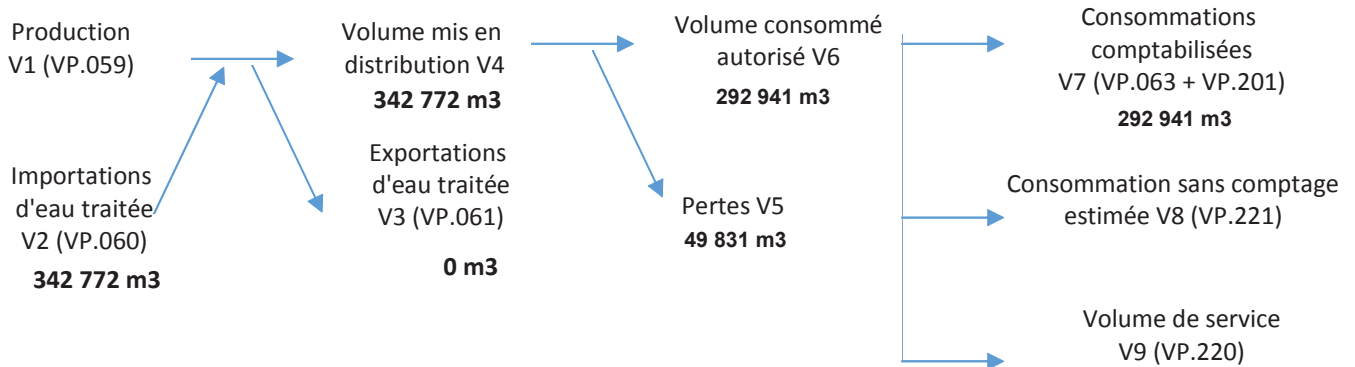 Production
V1 (VP.059)
Importations
d'eau traitée
V2 (VP.060)
342 772 m3
Volume mis en
distribution V4
342 772 m3
Exportations
d'eau traitée
V3 (VP.061)
0 m3
Volume consommé
autorisé V6
292 941 m3
Pertes V5
49 831 m3
Consommations
comptabilisées
V7 (VP.063 + VP.201)
292 941 m3
Consommation sans comptage
estimée V8 (VP.221)
Volume de service
V9 (VP.220)